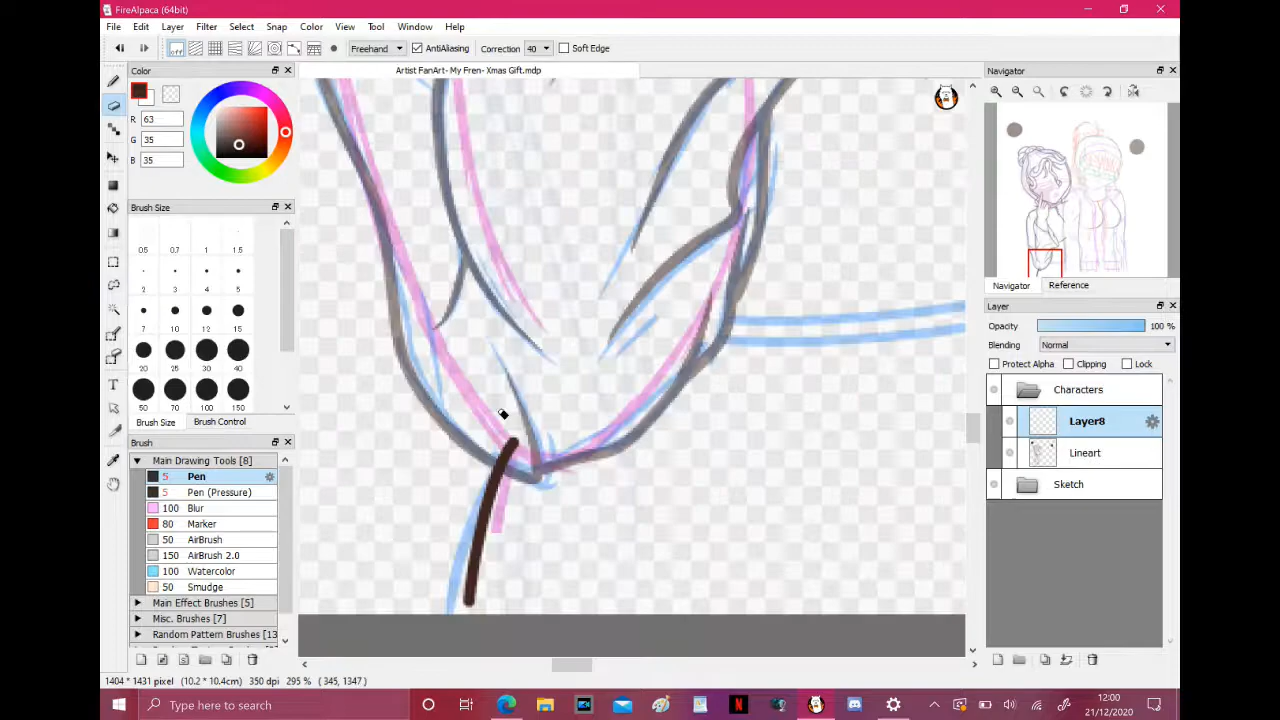 FireAlpaca (64bit)
File Edit Layer Filter Select Snap Color View Tool Window Help
off Freehand AntiAliasing Correction 40 Soft Edge
Color
Artist FanArt- My Fren- Xmas Gift.mdp
Navigator
R 63
G 35
B 35
Brush Size
0.5 0.7 1 1.5
2 3 4 5
7 10 12 15
20 25 30 40
50 70 100 150
Brush Size Brush Control
Brush
Main Drawing Tools [8]
5 Pen
5 Pen (Pressure)
100 Blur
80 Marker
50 AirBrush
150 AirBrush 2.0
100 Watercolor
50 Smudge
Main Effect Brushes [5]
Misc. Brushes [7]
Random Pattern Brushes [13
Navigator Reference
Layer
Opacity 100 %
Blending Normal
Protect Alpha Clipping Lock
Characters
Layer8
Lineart
Sketch
1404 * 1431 pixel (10.2 * 10.4cm) 350 dpi 295 % ( 345, 1347 )
Type here to search
12:00
21/12/2020